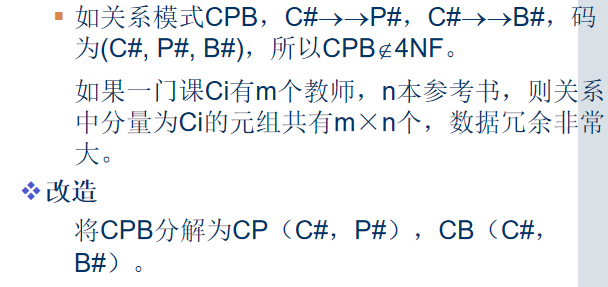 ▪ 如关系模式CPB，C#→→P#，C#→→B#，码
为(C#, P#, B#)，所以CPB∉4NF。
如果一门课Ci有m个教师，n本参考书，则关系
中分量为Ci的元组共有m×n个，数据冗余非常
大。
❖改造
将CPB分解为CP（C#，P#），CB（C#，
B#）。